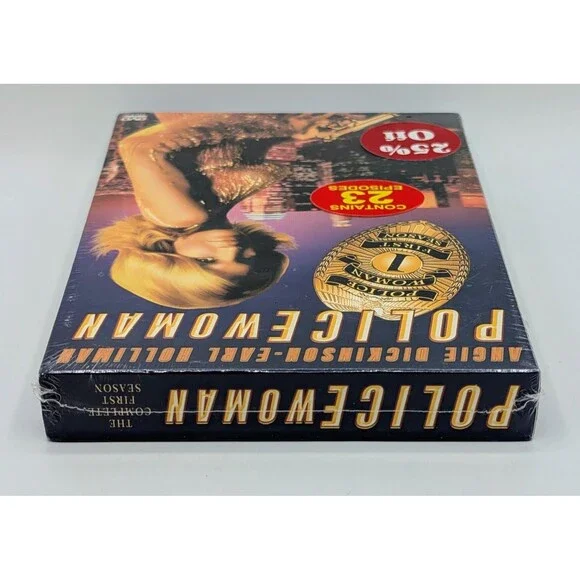 POLICEWOMAN
THE
COMPLETE
FIRST
SEASON
ANGIE DICKINSON-EARL HOLLIMAN
POLICEWOMAN
POLICE
WOMAN
1
FIRST
SEASON
CONTAINS
23
EPISODES
25%
Off
DVD